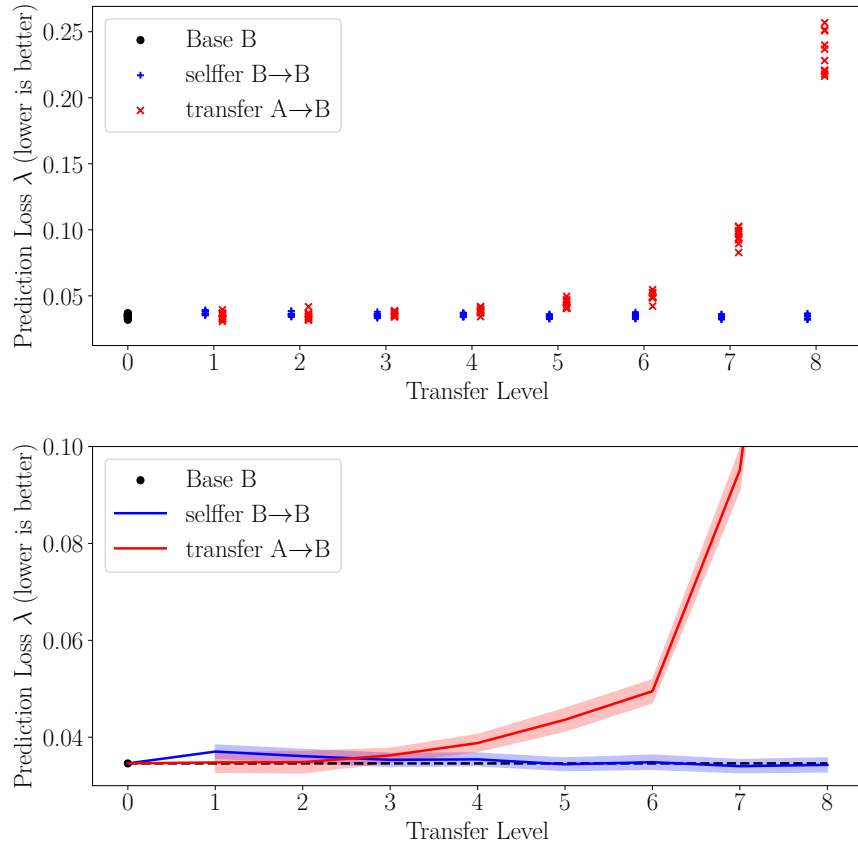 Prediction Loss λ (lower is better)
0.25
0.20
0.15
0.10
0.05
Base B
selffer B→B
transfer A→B
0 1 2 3 4 5 6 7 8
Transfer Level
Prediction Loss λ (lower is better)
0.10
0.08
0.06
0.04
Base B
selffer B→B
transfer A→B
0 1 2 3 4 5 6 7 8
Transfer Level